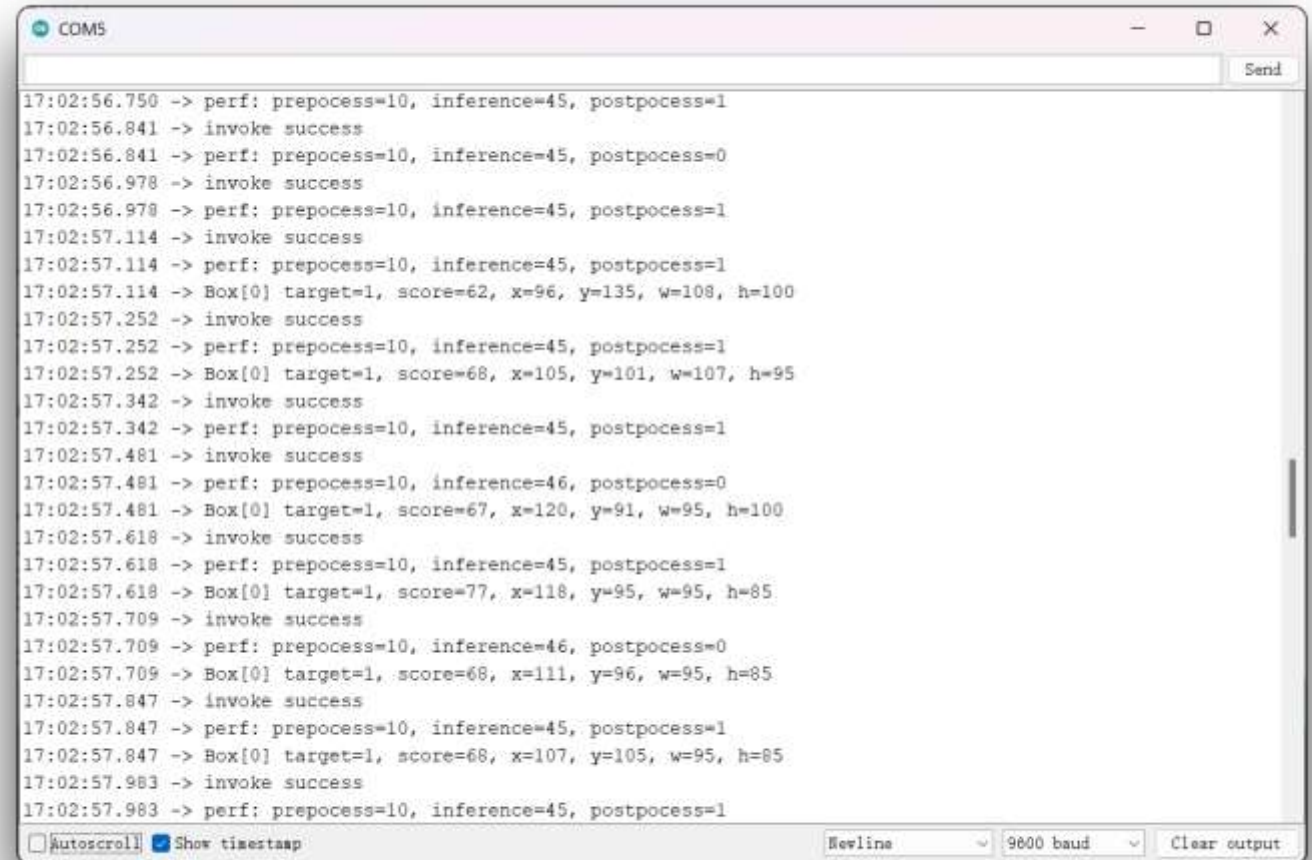 COM5
Send
17:02:56.750 -> perf: prepocess=10, inference=45, postpocess=1
17:02:56.841 -> invoke success
17:02:56.841 -> perf: prepocess=10, inference=45, postpocess=0
17:02:56.978 -> invoke success
17:02:56.978 -> perf: prepocess=10, inference=45, postpocess=1
17:02:57.114 -> invoke success
17:02:57.114 -> perf: prepocess=10, inference=45, postpocess=1
17:02:57.114 -> Box[0] target=1, score=62, x=96, y=135, w=108, h=100
17:02:57.252 -> invoke success
17:02:57.252 -> perf: prepocess=10, inference=45, postpocess=1
17:02:57.252 -> Box[0] target=1, score=68, x=105, y=101, w=107, h=95
17:02:57.342 -> invoke success
17:02:57.342 -> perf: prepocess=10, inference=45, postpocess=1
17:02:57.481 -> invoke success
17:02:57.481 -> perf: prepocess=10, inference=46, postpocess=0
17:02:57.481 -> Box[0] target=1, score=67, x=120, y=91, w=95, h=100
17:02:57.618 -> invoke success
17:02:57.618 -> perf: prepocess=10, inference=45, postpocess=1
17:02:57.618 -> Box[0] target=1, score=77, x=118, y=95, w=95, h=85
17:02:57.709 -> invoke success
17:02:57.709 -> perf: prepocess=10, inference=46, postpocess=0
17:02:57.709 -> Box[0] target=1, score=68, x=111, y=96, w=95, h=85
17:02:57.847 -> invoke success
17:02:57.847 -> perf: prepocess=10, inference=45, postpocess=1
17:02:57.847 -> Box[0] target=1, score=68, x=107, y=105, w=95, h=85
17:02:57.983 -> invoke success
17:02:57.983 -> perf: prepocess=10, inference=45, postpocess=1
Autoscroll Show timestamp Newline 9600 baud Clear output